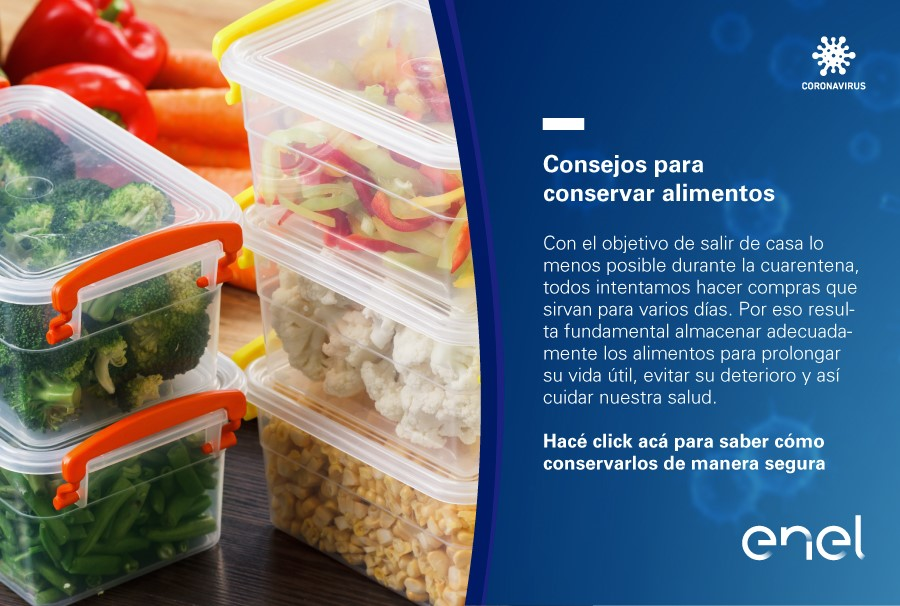 CORONAVIRUS
Consejos para
conservar alimentos
Con el objetivo de salir de casa lo
menos posible durante la cuarentena,
todos intentamos hacer compras que
sirvan para varios días. Por eso resul-
ta fundamental almacenar adecuada-
mente los alimentos para prolongar
su vida útil, evitar su deterioro y así
cuidar nuestra salud.
Hacé click acá para saber cómo
conservarlos de manera segura
enel